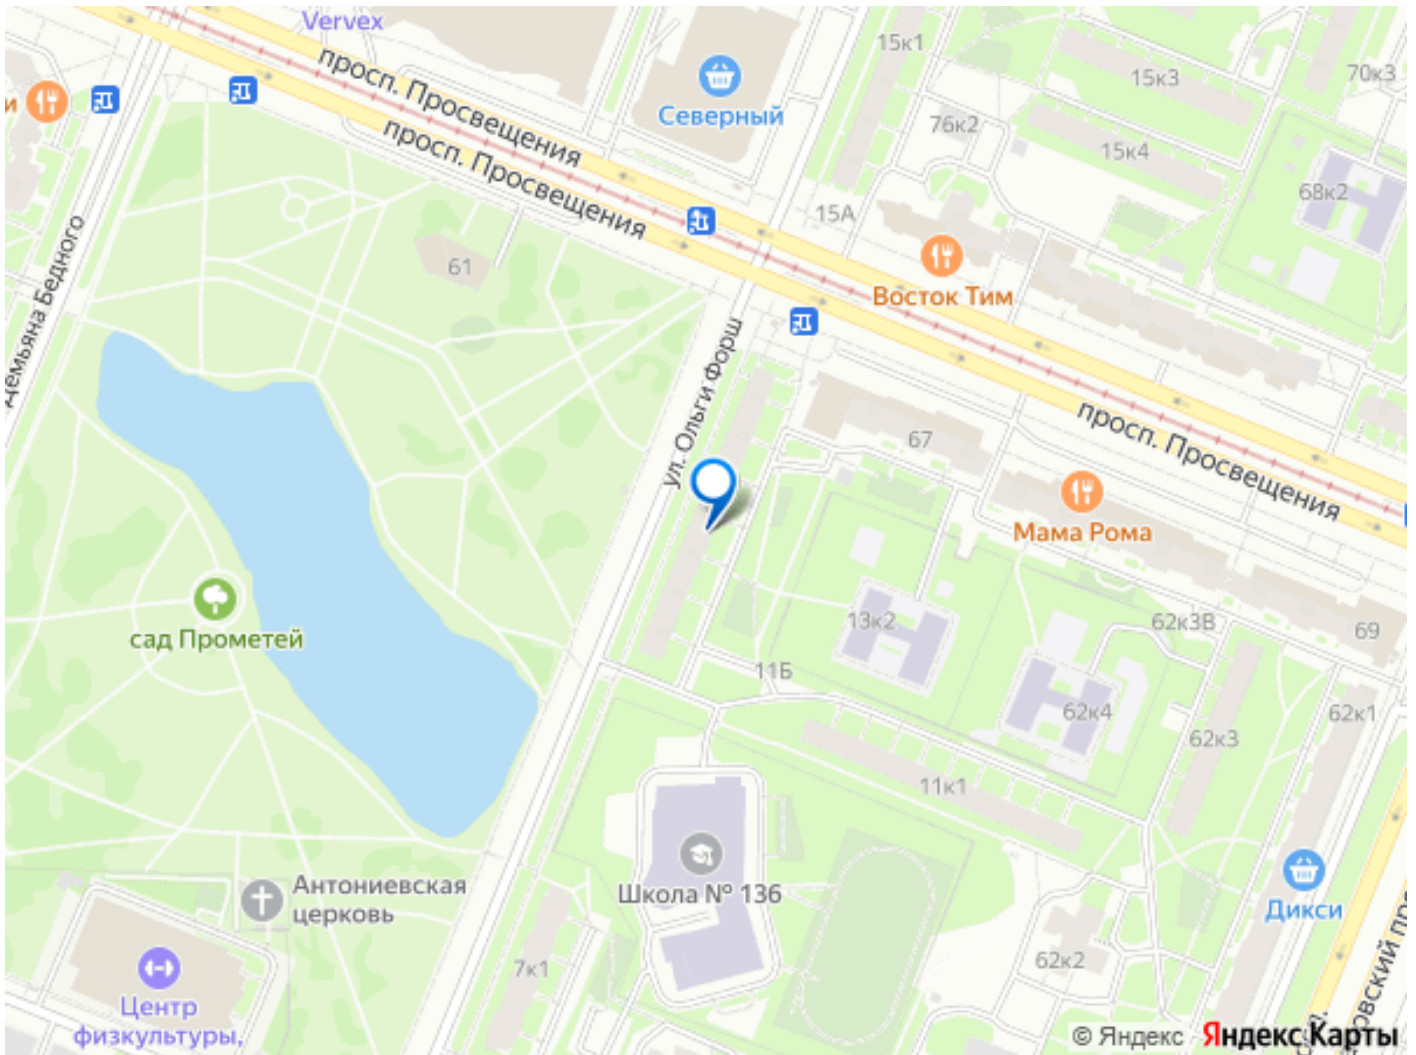 Vervex
просп. Просвещения
просп. Просвещения
15к1
Северный
15к3
70к3
76к2
15к4
68к2
15А
61
Восток Тим
Демьяна Бедного
ул. Ольги Форш
67
просп. Просвещения
Мама Рома
сад Прометей
13к2
62к3В
69
11Б
62к4
62к1
62к3
11к1
Школа № 136
Антониевская
церковь
Дикси
7к1
62к2
Центр
физкультуры,
© Яндекс Яндекс Карты